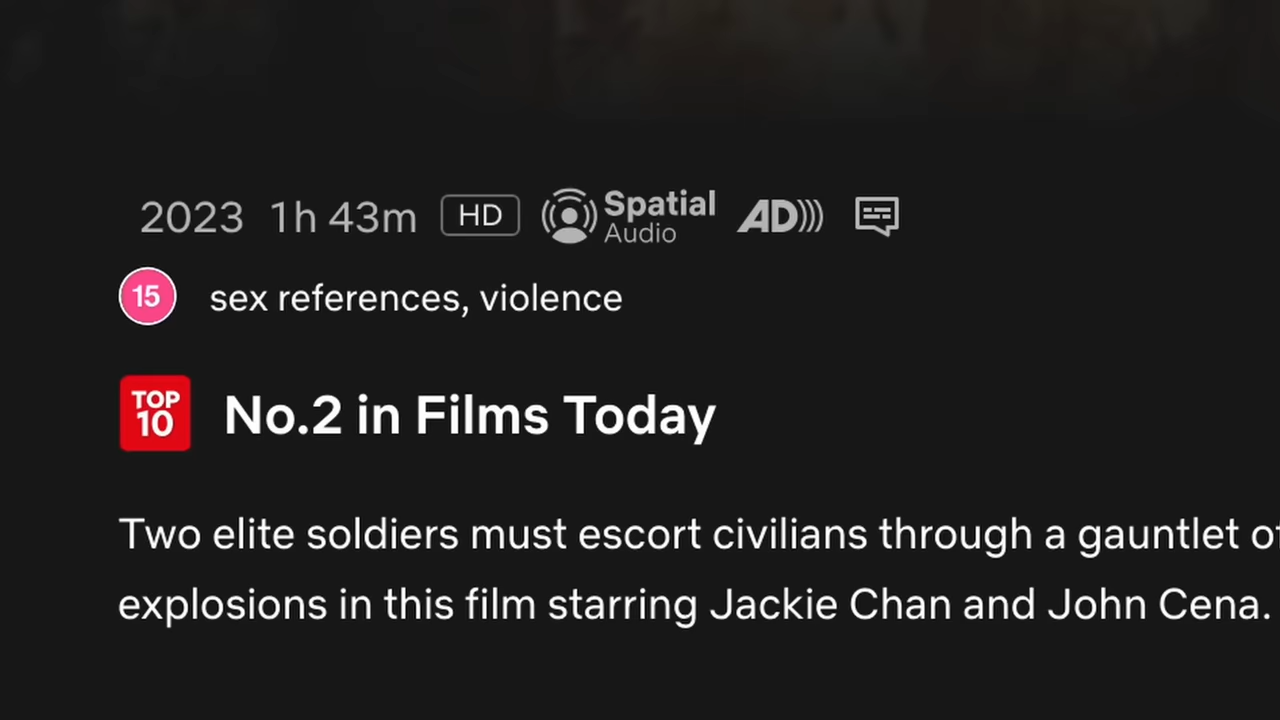 2023 1h 43m HD Spatial Audio AD)))
15 sex references, violence
TOP 10 No.2 in Films Today
Two elite soldiers must escort civilians through a gauntlet of
explosions in this film starring Jackie Chan and John Cena.